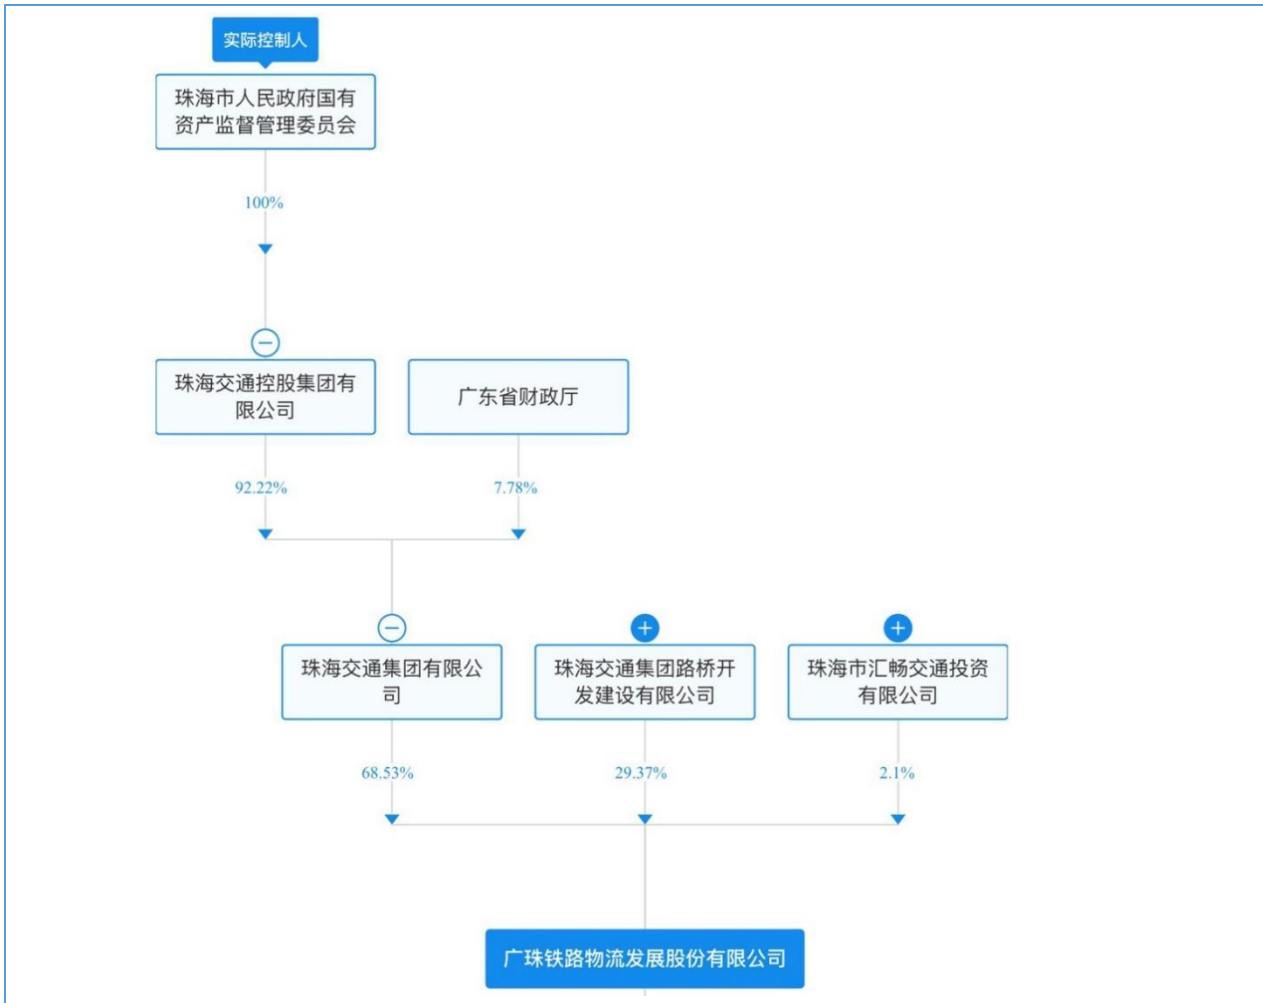 实际控制人
珠海市人民政府国有
资产监督管理委员会
100%
珠海交通控股集团有
限公司
广东省财政厅
92.22%
7.78%
珠海交通集团有限公
司
珠海交通集团路桥开
发建设有限公司
珠海市汇畅交通投资
有限公司
68.53%
29.37%
2.1%
广珠铁路物流发展股份有限公司